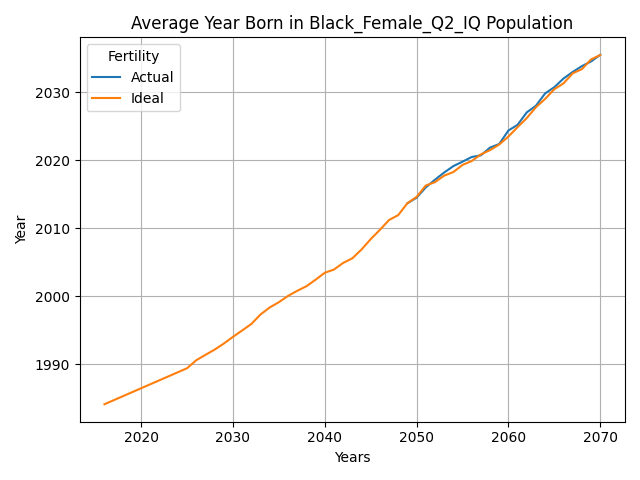 Average Year Born in Black_Female_Q2_IQ Population
Fertility
Actual
Ideal
Year
2030
2020
2010
2000
1990
2020 2030 2040 2050 2060 2070
Years